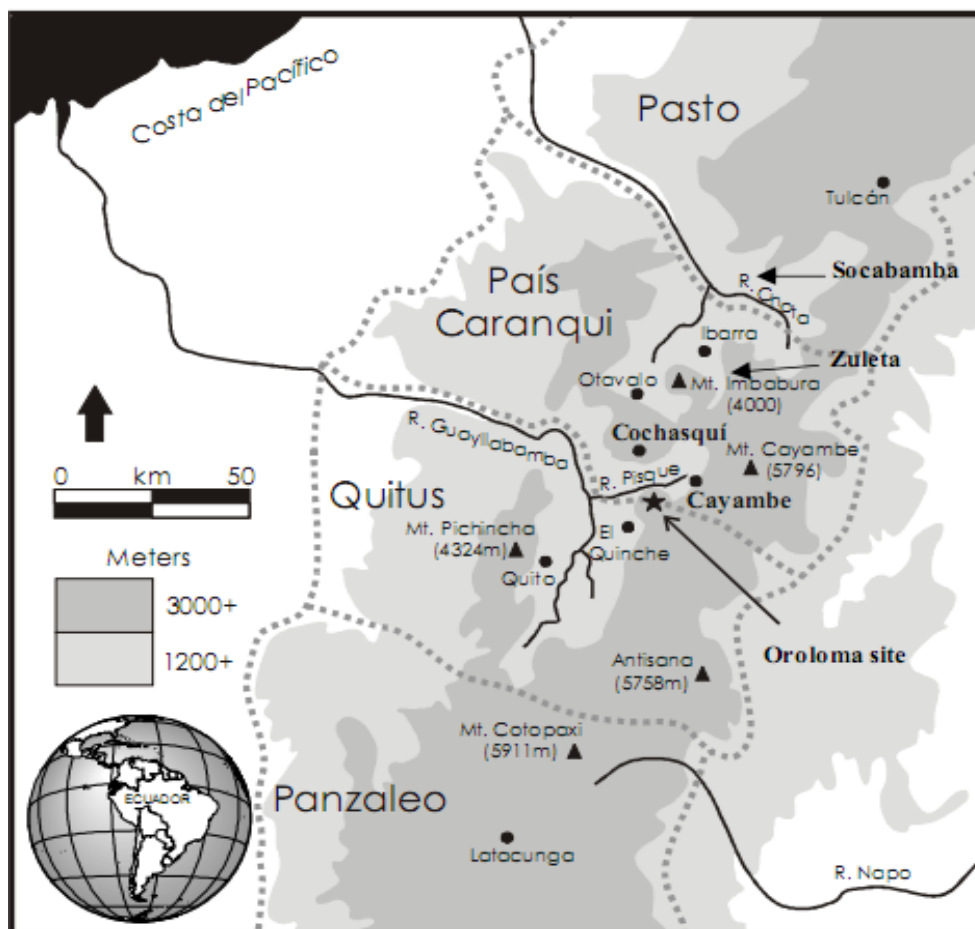 Costa del Pacífico
Pasto
Tulcán
País
Caranqui
R. Chota
Socabamba
Ibarra
Zuleta
Otavalo
Mt. Imbabura
(4000)
R. Guayllabamba
Cochasquí
Mt. Cayambe
(5796)
0 km 50
R. Pisque
Cayambe
Quitus
Mt. Pichincha
(4324m)
El
Quinche
Quito
Meters
3000+
1200+
Oroloma site
Antisana
(5758m)
Mt. Cotopaxi
(5911m)
ECUADOR
Panzaleo
Latacunga
R. Napo